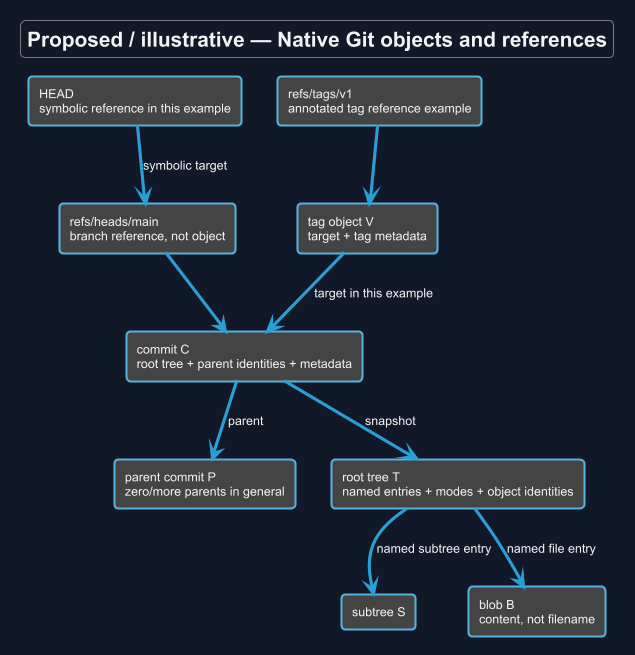 Proposed / illustrative — Native Git objects and references
HEAD
symbolic reference in this example
refs/tags/v1
annotated tag reference example
symbolic target
refs/heads/main
branch reference, not object
tag object V
target + tag metadata
target in this example
commit C
root tree + parent identities + metadata
parent
snapshot
parent commit P
zero/more parents in general
root tree T
named entries + modes + object identities
named subtree entry
named file entry
subtree S
blob B
content, not filename